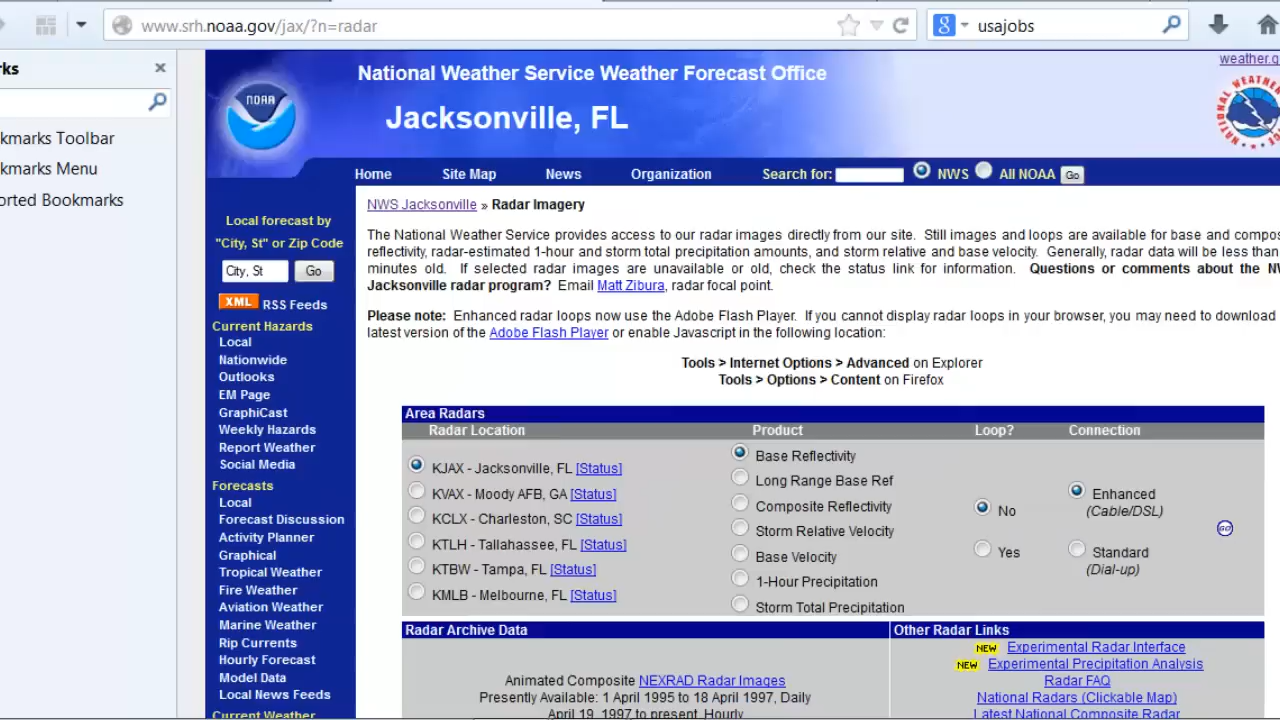 www.srh.noaa.gov/jax/?n=radar
usajobs
ks
kmarks Toolbar
kmarks Menu
orted Bookmarks
NOAA
National Weather Service Weather Forecast Office
Jacksonville, FL
weather.g
NATIONAL WEATHER
Home Site Map News Organization Search for: NWS All NOAA Go
Local forecast by
"City, St" or Zip Code
City, St Go
XML RSS Feeds
Current Hazards
Local
Nationwide
Outlooks
EM Page
GraphiCast
Weekly Hazards
Report Weather
Social Media
Forecasts
Local
Forecast Discussion
Activity Planner
Graphical
Tropical Weather
Fire Weather
Aviation Weather
Marine Weather
Rip Currents
Hourly Forecast
Model Data
Local News Feeds
Current Weather
NWS Jacksonville » Radar Imagery
The National Weather Service provides access to our radar images directly from our site. Still images and loops are available for base and compos
reflectivity, radar-estimated 1-hour and storm total precipitation amounts, and storm relative and base velocity. Generally, radar data will be less than
minutes old. If selected radar images are unavailable or old, check the status link for information. Questions or comments about the NW
Jacksonville radar program? Email Matt Zibura, radar focal point.
Please note: Enhanced radar loops now use the Adobe Flash Player. If you cannot display radar loops in your browser, you may need to download
latest version of the Adobe Flash Player or enable Javascript in the following location:
Tools > Internet Options > Advanced on Explorer
Tools > Options > Content on Firefox
Area Radars
Radar Location Product Loop? Connection
KJAX - Jacksonville, FL [Status]
KVAX - Moody AFB, GA [Status]
KCLX - Charleston, SC [Status]
KTLH - Tallahassee, FL [Status]
KTBW - Tampa, FL [Status]
KMLB - Melbourne, FL [Status]
Base Reflectivity
Long Range Base Ref
Composite Reflectivity
Storm Relative Velocity
Base Velocity
1-Hour Precipitation
Storm Total Precipitation
No
Yes
Enhanced
(Cable/DSL)
Standard
(Dial-up)
GO
Radar Archive Data
Animated Composite NEXRAD Radar Images
Presently Available: 1 April 1995 to 18 April 1997, Daily
April 19, 1997 to present, Hourly
Other Radar Links
NEW Experimental Radar Interface
NEW Experimental Precipitation Analysis
Radar FAQ
National Radars (Clickable Map)
Latest National Composite Radar